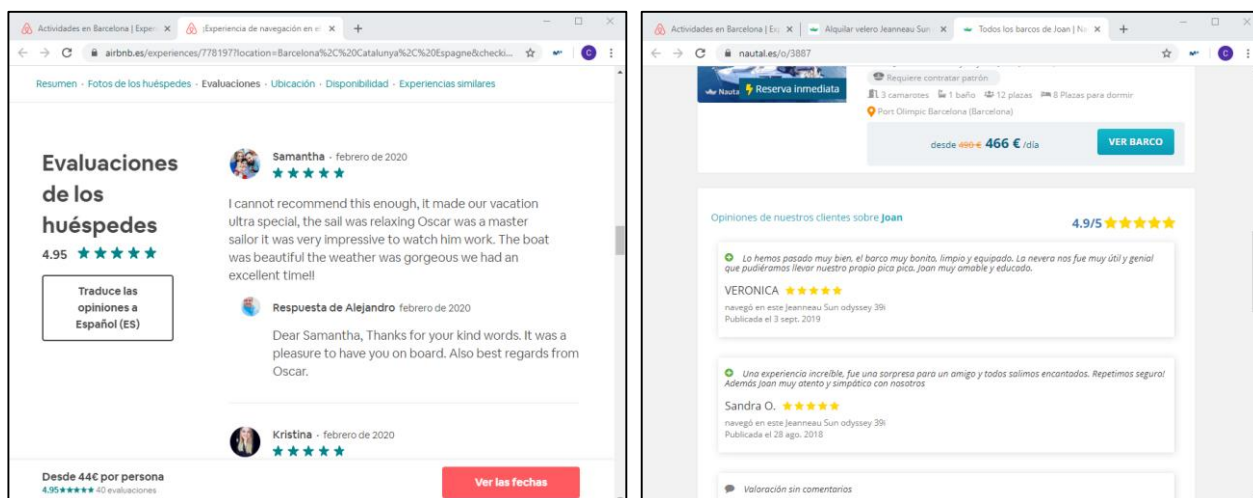 Actividades en Barcelona | Exper
¡Experiencia de navegación en el
airbnb.es/experiences/778197?location=Barcelona%2C%20Catalunya%2C%20Espagne&checki...
C
Resumen · Fotos de los huéspedes · Evaluaciones · Ubicación · Disponibilidad · Experiencias similares
Evaluaciones
de los
huéspedes
4.95
Traduce las
opiniones a
Español (ES)
Samantha · febrero de 2020
I cannot recommend this enough, it made our vacation
ultra special, the sail was relaxing Oscar was a master
sailor it was very impressive to watch him work. The boat
was beautiful the weather was gorgeous we had an
excellent time!!
Respuesta de Alejandro febrero de 2020
Dear Samantha, Thanks for your kind words. It was a
pleasure to have you on board. Also best regards from
Oscar.
Kristina · febrero de 2020
Desde 44€ por persona
4.95★★★★★ 40 evaluaciones
Ver las fechas
Actividades en Barcelona | Ex
Alquilar velero Jeanneau Sun
Todos los barcos de Joan | Na
nautal.es/o/3887
C
Nauta
Reserva inmediata
Requiere contratar patrón
3 camarotes 1 baño 12 plazas 8 Plazas para dormir
Port Olimpic Barcelona (Barcelona)
desde 490 € 466 € /día
VER BARCO
Opiniones de nuestros clientes sobre Joan
4.9/5
Lo hemos pasado muy bien, el barco muy bonito, limpio y equipado. La nevera nos fue muy útil y genial
que pudiéramos llevar nuestro propio pica pica. Joan muy amable y educado.
VERONICA
navegó en este Jeanneau Sun odyssey 39i
Publicada el 3 sept. 2019
Una experiencia increíble, fue una sorpresa para un amigo y todos salimos encantados. Repetimos seguro!
Además Joan muy atento y simpático con nosotros
Sandra O.
navegó en este Jeanneau Sun odyssey 39i
Publicada el 28 ago. 2018
Valoración sin comentarios